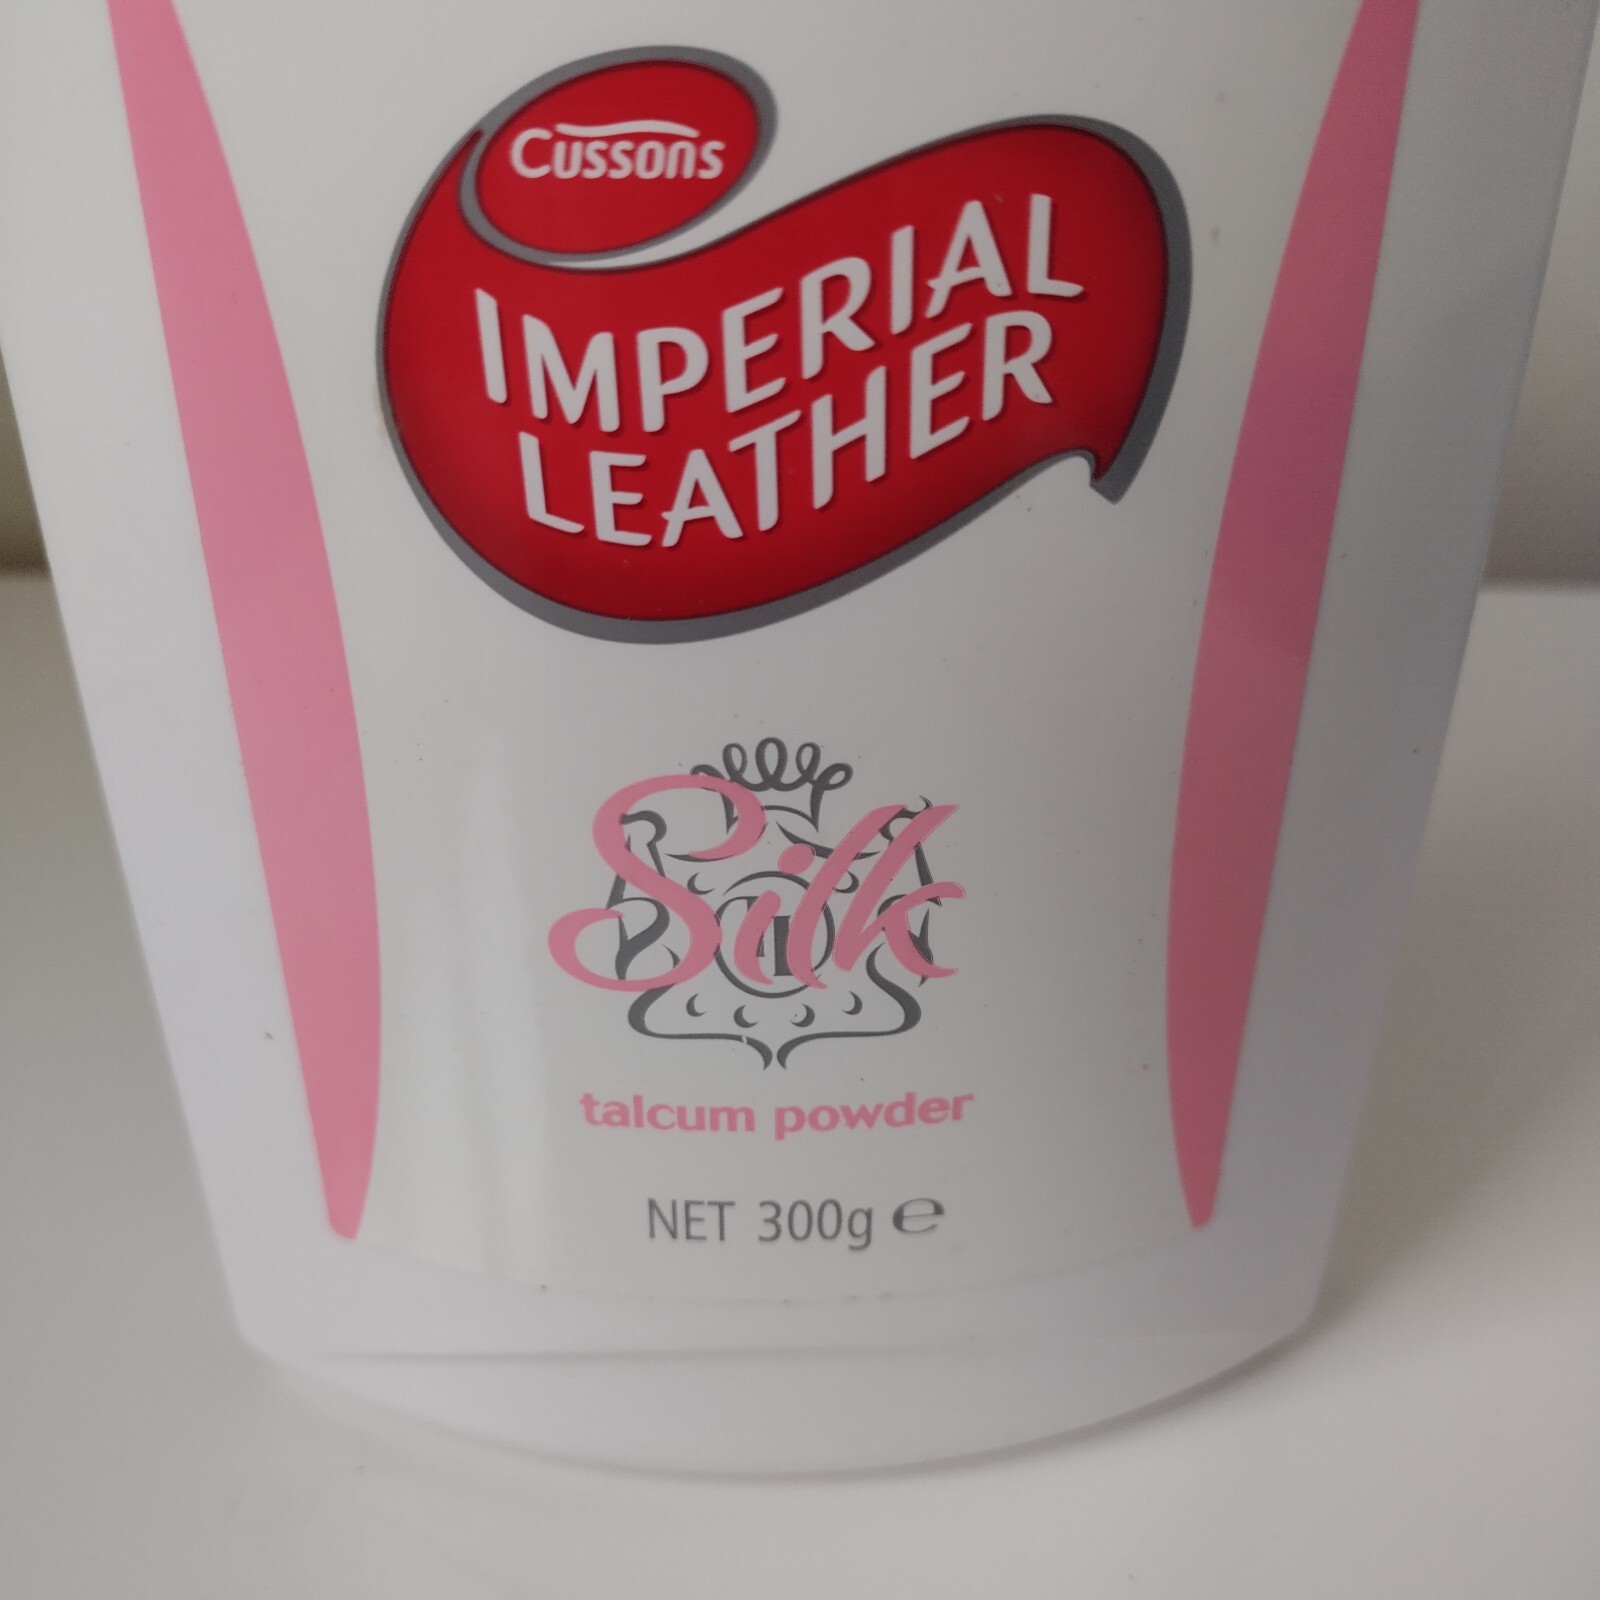 Cussons
IMPERIAL
LEATHER
Silk
talcum powder
NET 300g ℮